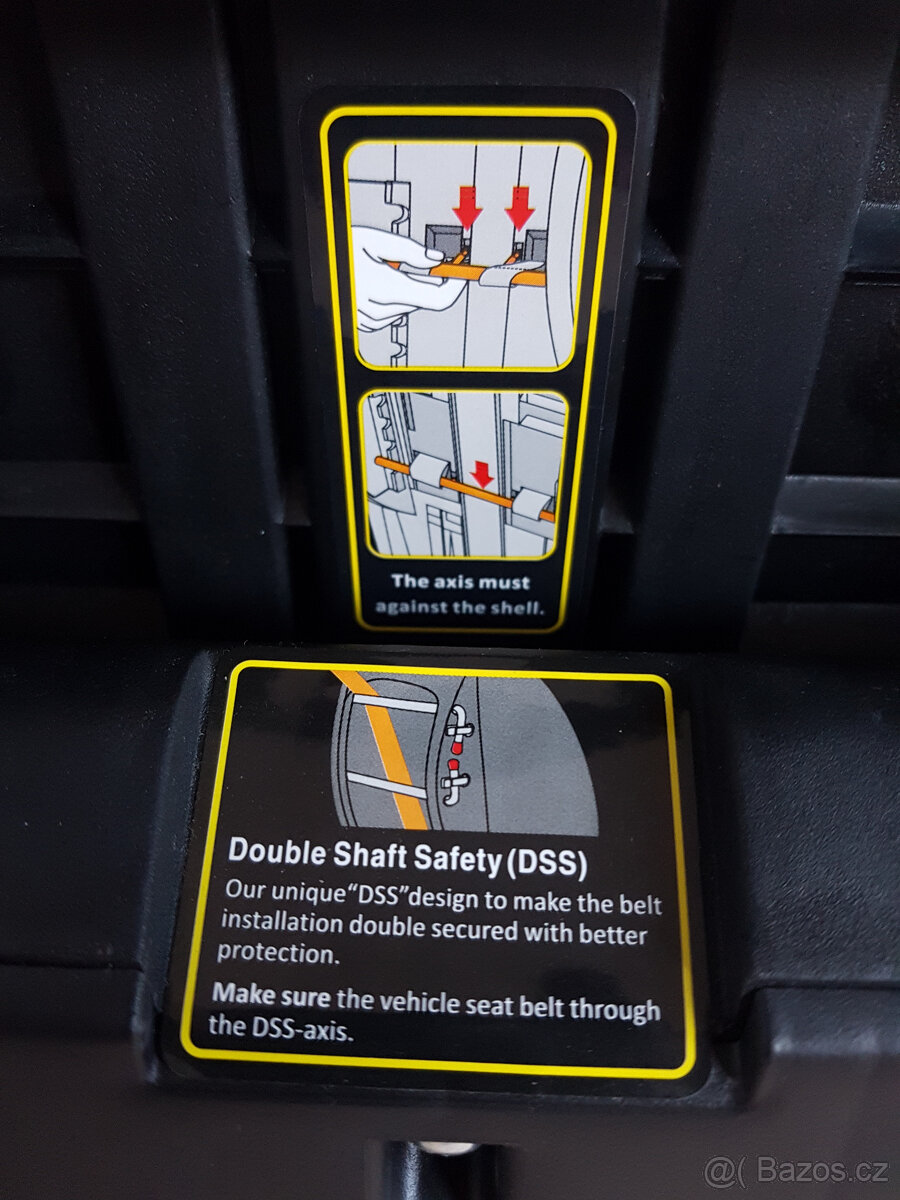 The axis must
against the shell.
Double Shaft Safety (DSS)
Our unique“DSS”design to make the belt
installation double secured with better
protection.
Make sure the vehicle seat belt through
the DSS-axis.
@( Bazos.cz